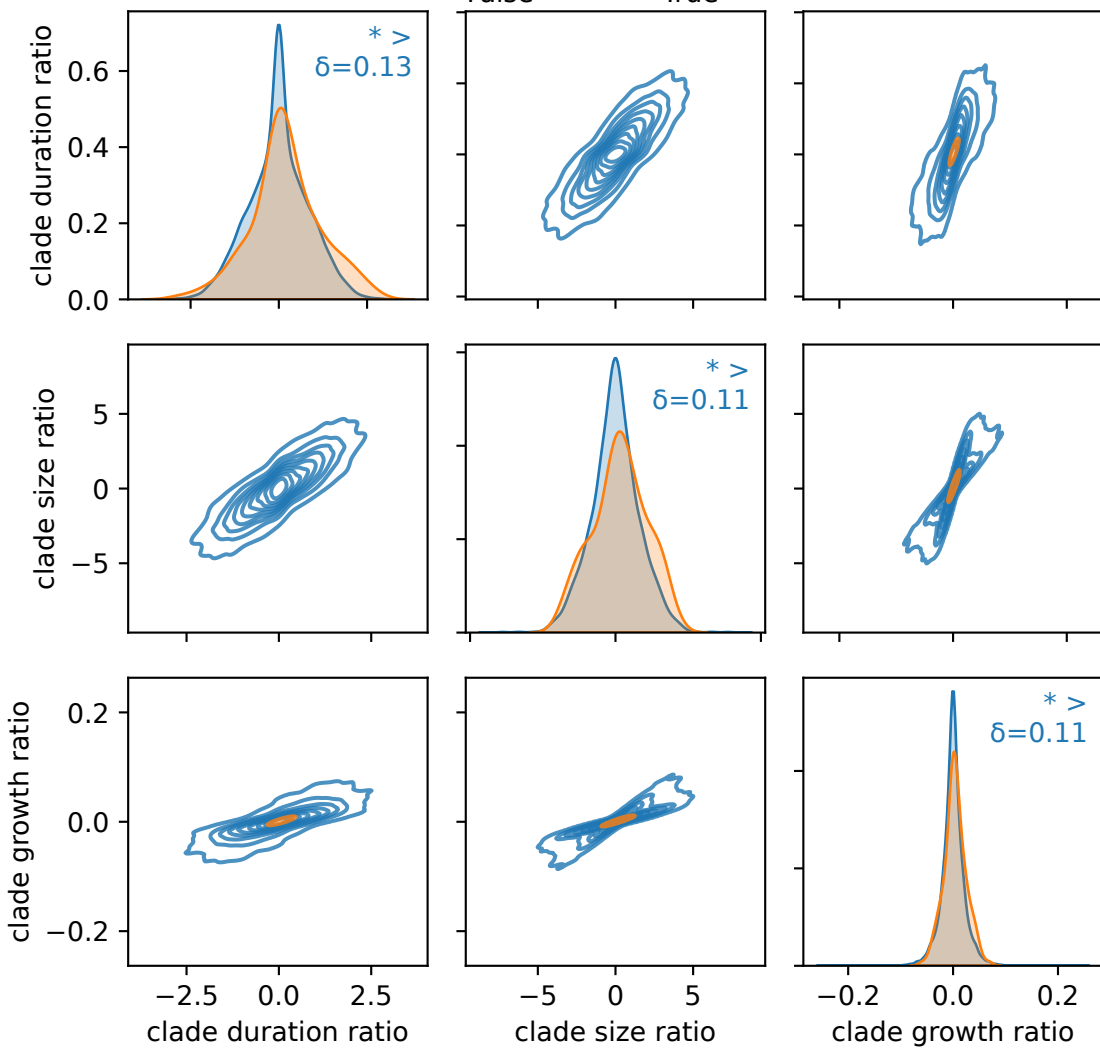 True
clade duration ratio
0.6
0.4
0.2
0.0
* >
δ=0.13
clade size ratio
5
0
−5
* >
δ=0.11
clade growth ratio
0.2
0.0
−0.2
* >
δ=0.11
−2.5 0.0 2.5
−5 0 5
−0.2 0.0 0.2
clade duration ratio
clade size ratio
clade growth ratio